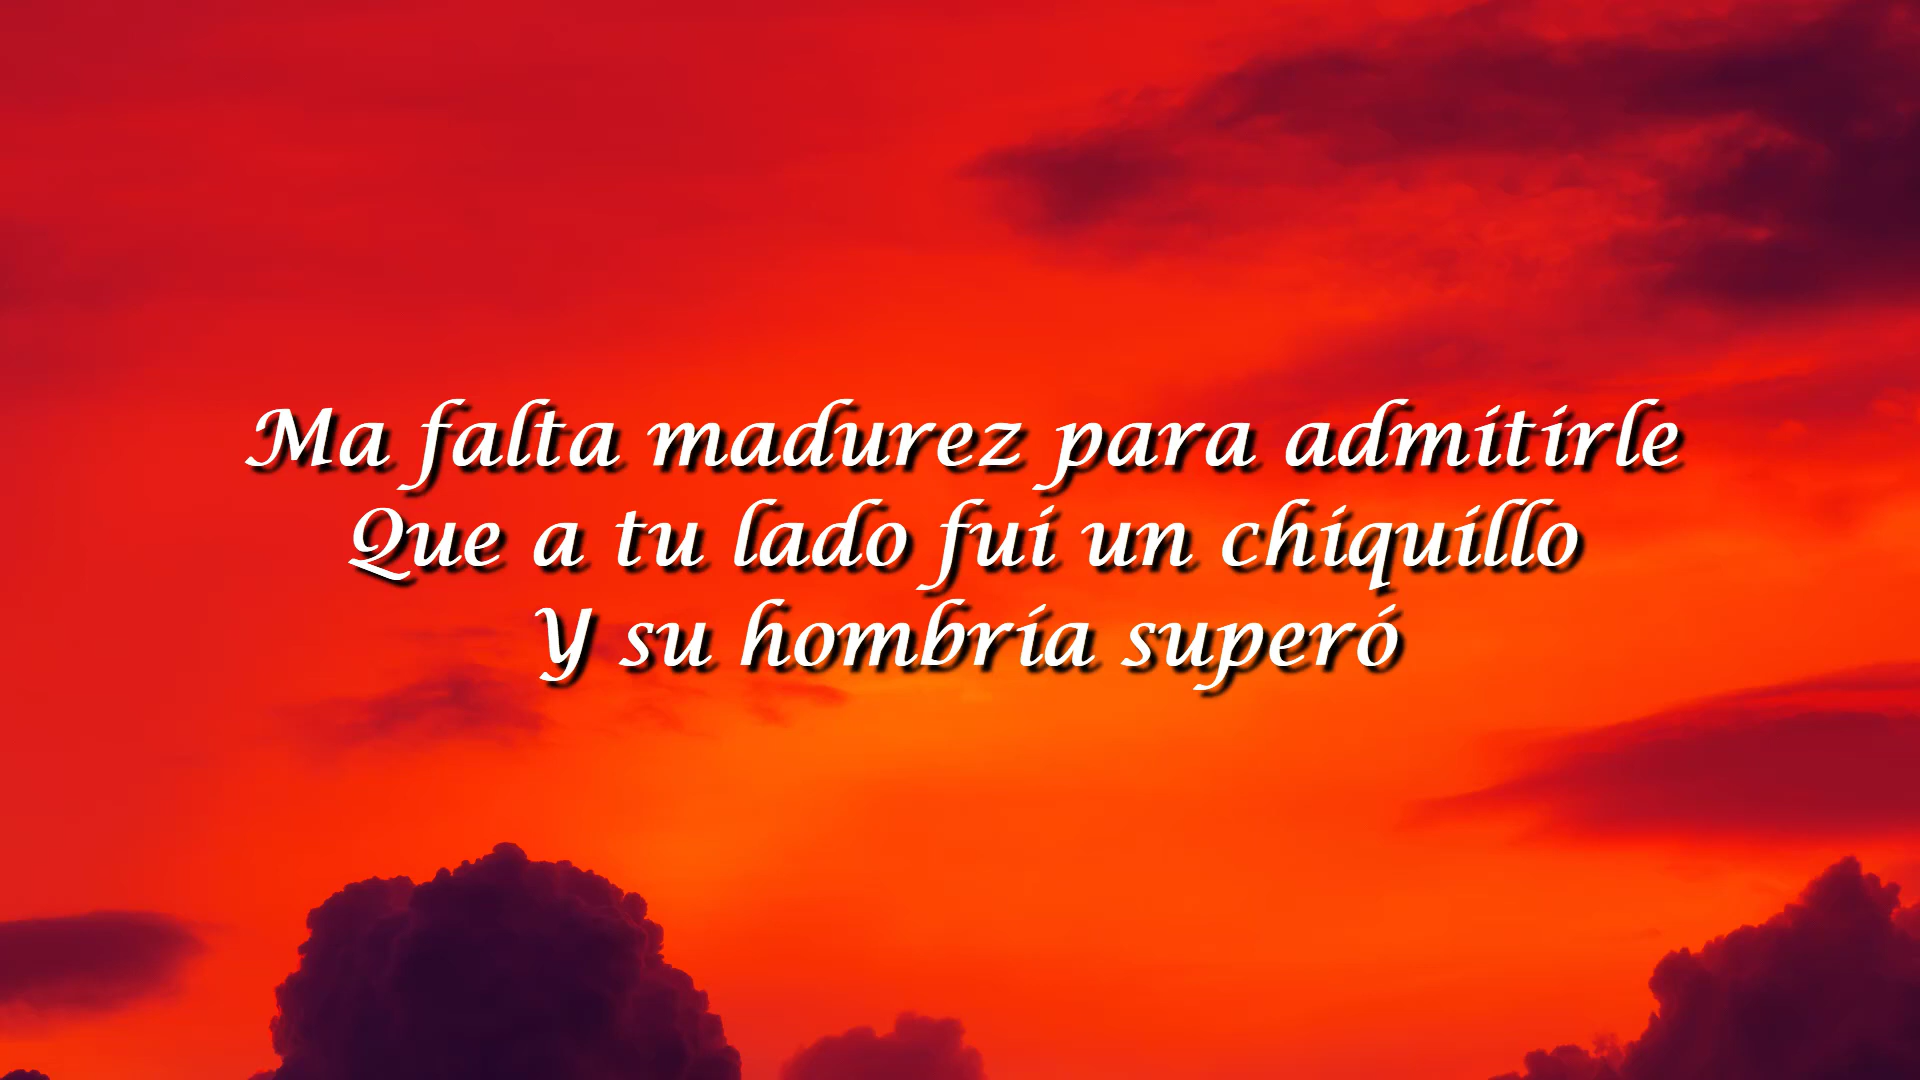 Ma falta madurez para admitirle
Que a tu lado fui un chiquillo
Y su hombría superó